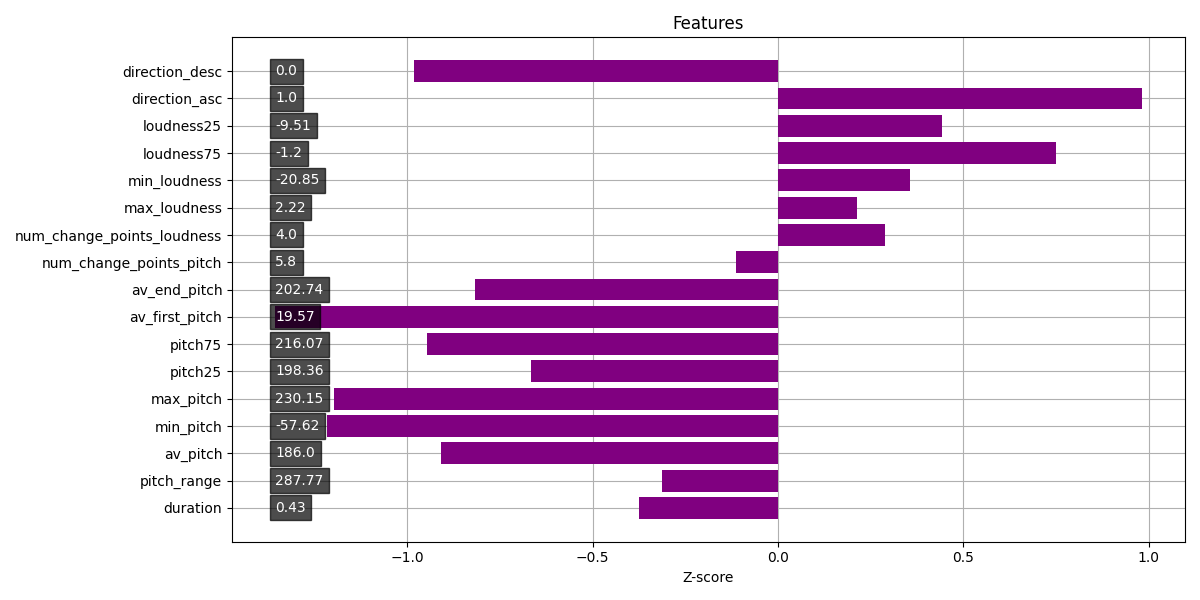 Features
direction_desc 0.0
direction_asc 1.0
loudness25 -9.51
loudness75 -1.2
min_loudness -20.85
max_loudness 2.22
num_change_points_loudness 4.0
num_change_points_pitch 5.8
av_end_pitch 202.74
av_first_pitch 19.57
pitch75 216.07
pitch25 198.36
max_pitch 230.15
min_pitch -57.62
av_pitch 186.0
pitch_range 287.77
duration 0.43
−1.0 −0.5 0.0 0.5 1.0
Z-score